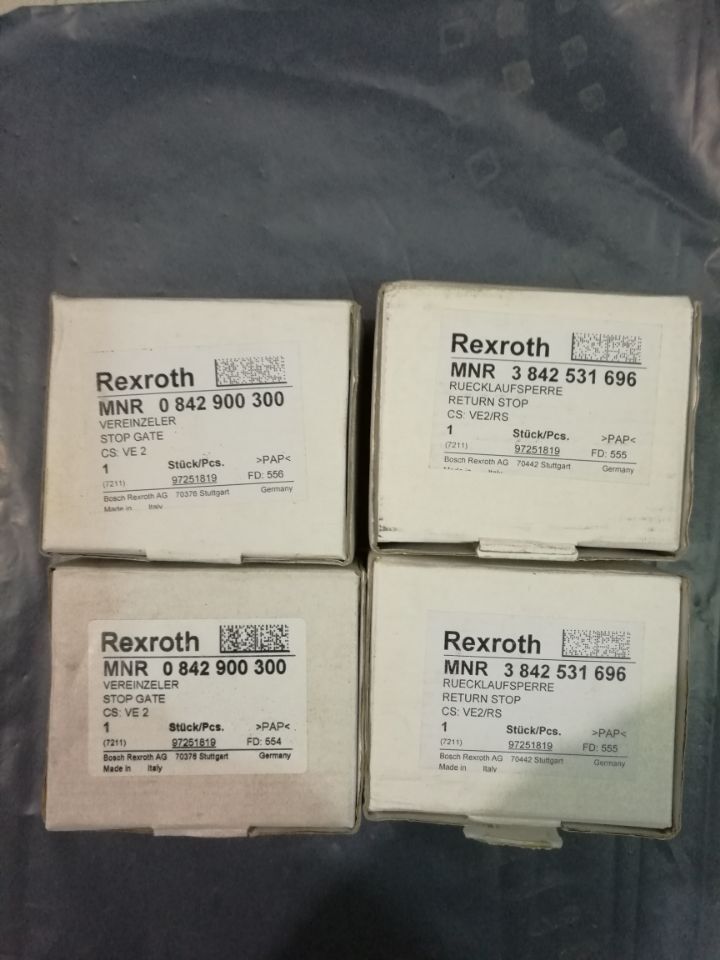 Rexroth
MNR 0 842 900 300
VEREINZELER
STOP GATE
CS: VE 2
1 Stück/Pcs. >PAP<
(7211) 97251819 FD: 556
Bosch Rexroth AG 70376 Stuttgart Germany
Made in Italy
Rexroth
MNR 3 842 531 696
RUECKLAUFSPERRE
RETURN STOP
CS: VE2/RS
1 Stück/Pcs. >PAP<
(7211) 97251819 FD: 555
Bosch Rexroth AG 70442 Stuttgart Germany
Made in Italy
Rexroth
MNR 0 842 900 300
VEREINZELER
STOP GATE
CS: VE 2
1 Stück/Pcs. >PAP<
(7211) 97251819 FD: 554
Bosch Rexroth AG 70376 Stuttgart Germany
Made in Italy
Rexroth
MNR 3 842 531 696
RUECKLAUFSPERRE
RETURN STOP
CS: VE2/RS
1 Stück/Pcs. >PAP<
(7211) 97251819 FD: 555
Bosch Rexroth AG 70442 Stuttgart Germany
Made in Italy